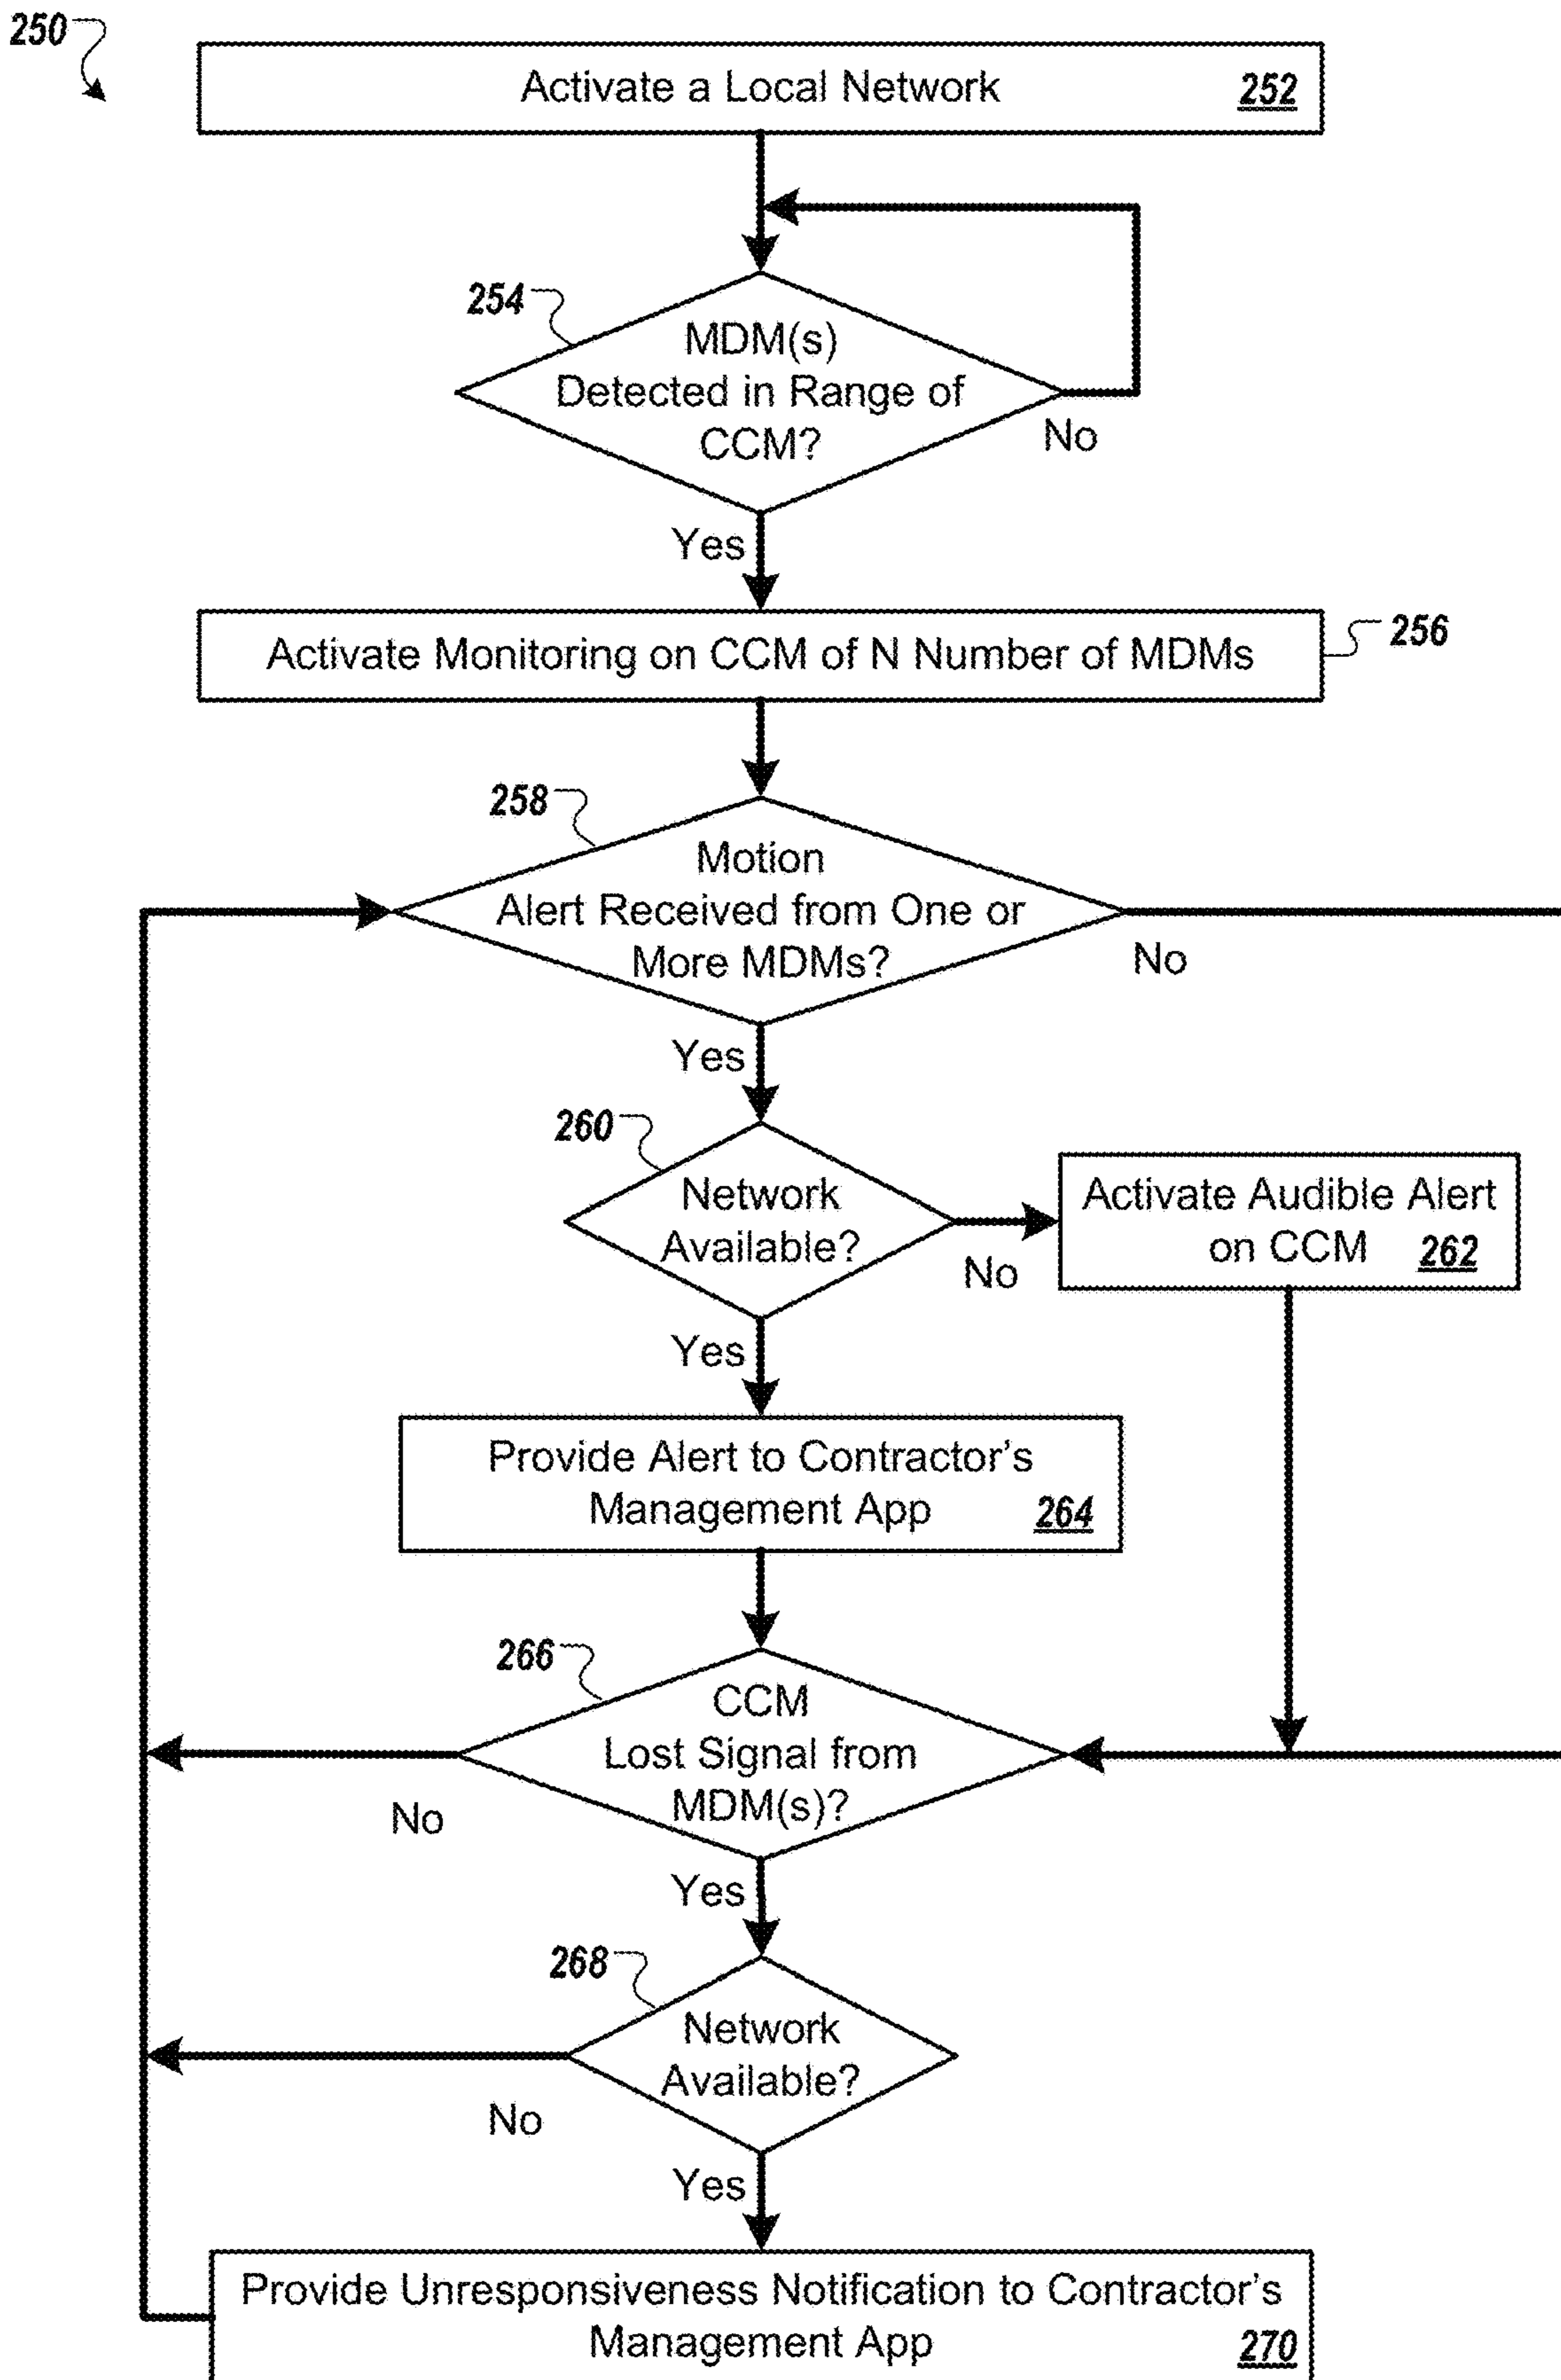 250
Activate a Local Network 252
254
MDM(s)
Detected in Range of
CCM?
No
Yes
Activate Monitoring on CCM of N Number of MDMs
256
258
Motion
Alert Received from One or
More MDMs?
No
Yes
260
Network
Available?
No
Activate Audible Alert
on CCM 262
Yes
Provide Alert to Contractor's
Management App 264
266
CCM
Lost Signal from
MDM(s)?
No
Yes
268
Network
Available?
No
Yes
Provide Unresponsiveness Notification to Contractor's
Management App 270